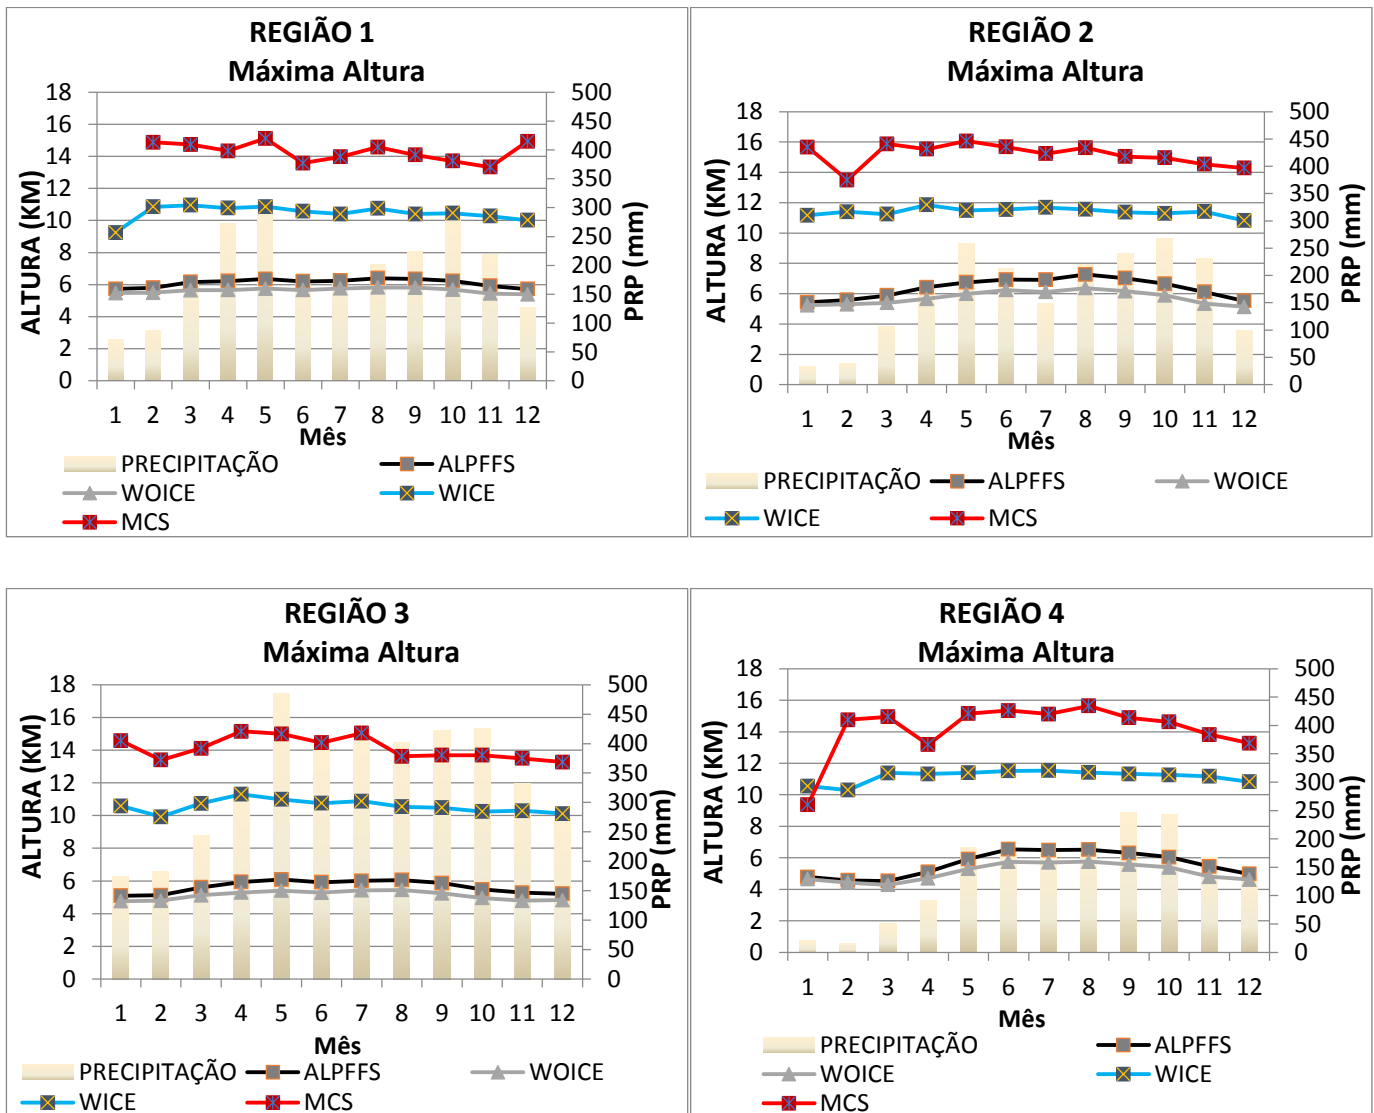 REGIÃO 1
Máxima Altura
18
16
14
12
10
8
6
4
2
0
ALTURA (KM)
500
450
400
350
300
250
200
150
100
50
0
PRP (mm)
1 2 3 4 5 6 7 8 9 10 11 12
Mês
PRECIPITAÇÃO ALPFFS
WOICE WICE
MCS
REGIÃO 2
Máxima Altura
18
16
14
12
10
8
6
4
2
0
ALTURA (KM)
500
450
400
350
300
250
200
150
100
50
0
PRP (mm)
1 2 3 4 5 6 7 8 9 10 11 12
Mês
PRECIPITAÇÃO ALPFFS WOICE
WICE MCS
REGIÃO 3
Máxima Altura
18
16
14
12
10
8
6
4
2
0
ALTURA (KM)
500
450
400
350
300
250
200
150
100
50
0
PRP (mm)
1 2 3 4 5 6 7 8 9 10 11 12
Mês
PRECIPITAÇÃO ALPFFS WOICE
WICE MCS
REGIÃO 4
Máxima Altura
18
16
14
12
10
8
6
4
2
0
ALTURA (KM)
500
450
400
350
300
250
200
150
100
50
0
PRP (mm)
1 2 3 4 5 6 7 8 9 10 11 12
Mês
PRECIPITAÇÃO ALPFFS
WOICE WICE
MCS